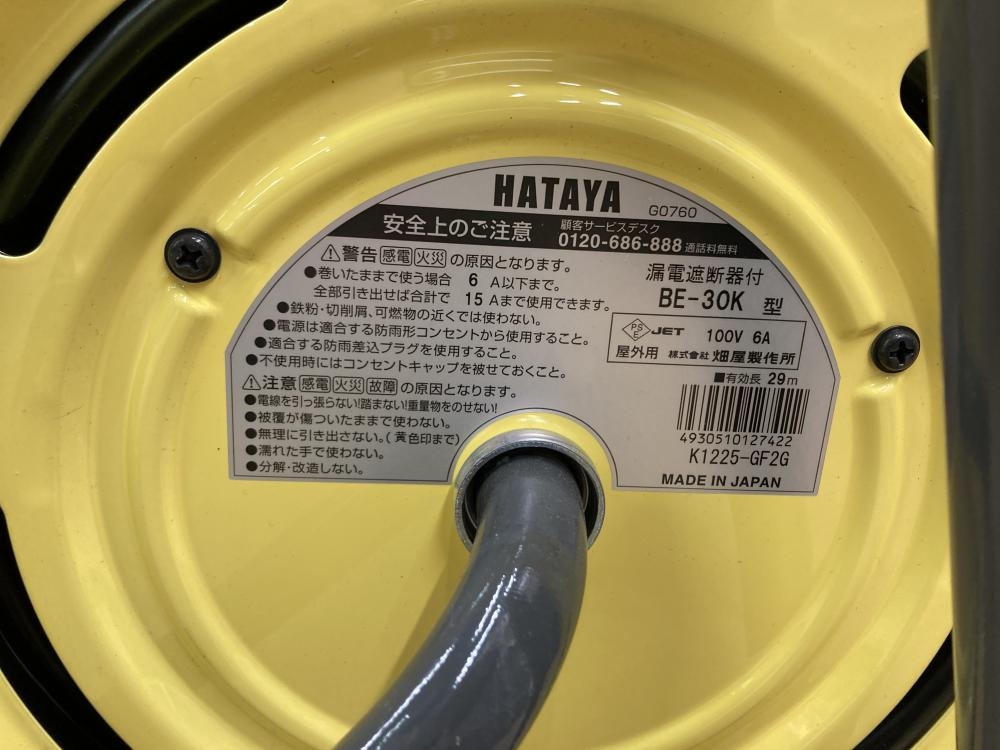 HATAYA
G0760
安全上のご注意
顧客サービスデスク
0120-686-888 通話料無料
⚠警告 感電 火災 の原因となります。
●巻いたままで使う場合 6 A以下まで。
全部引き出せば合計で 15 Aまで使用できます。
●鉄粉・切削屑、可燃物の近くでは使わない。
●電源は適合する防雨形コンセントから使用すること。
●適合する防雨差込プラグを使用すること。
●不使用時にはコンセントキャップを被せておくこと。
⚠注意 感電 火災 故障 の原因となります。
●電線を引っ張らない!踏まない!重量物をのせない!
●被覆が傷ついたままで使わない。
●無理に引き出さない。(黄色印まで)
●濡れた手で使わない。
●分解・改造しない。
漏電遮断器付
BE-30K 型
PSE JET 100V 6A
屋外用 株式会社 畑屋製作所
■有効長 29m
4930510127422
K1225-GF2G
MADE IN JAPAN